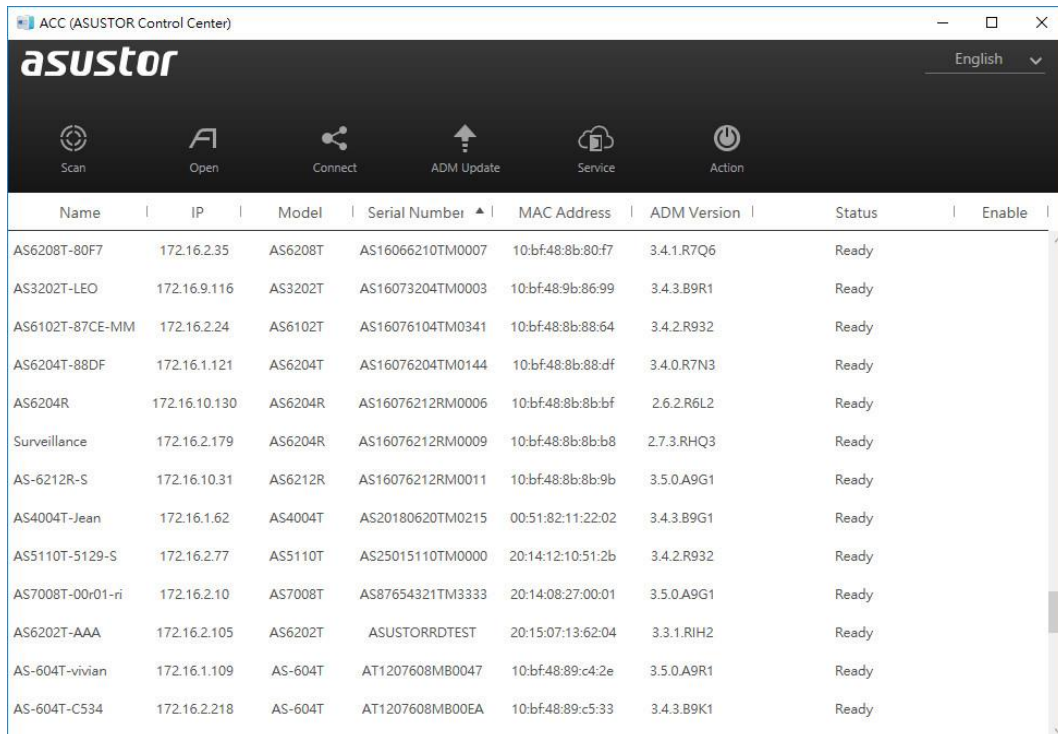 ACC (ASUSTOR Control Center)
asustor
English
Scan Open Connect ADM Update Service Action
Name IP Model Serial Number MAC Address ADM Version Status Enable
AS6208T-80F7 172.16.2.35 AS6208T AS16066210TM0007 10:bf:48:8b:80:f7 3.4.1.R7Q6 Ready
AS3202T-LEO 172.16.9.116 AS3202T AS16073204TM0003 10:bf:48:9b:86:99 3.4.3.B9R1 Ready
AS6102T-87CE-MM 172.16.2.24 AS6102T AS16076104TM0341 10:bf:48:8b:88:64 3.4.2.R932 Ready
AS6204T-88DF 172.16.1.121 AS6204T AS16076204TM0144 10:bf:48:8b:88:df 3.4.0.R7N3 Ready
AS6204R 172.16.10.130 AS6204R AS16076212RM0006 10:bf:48:8b:8b:bf 2.6.2.R6L2 Ready
Surveillance 172.16.2.179 AS6204R AS16076212RM0009 10:bf:48:8b:8b:b8 2.7.3.RHQ3 Ready
AS-6212R-S 172.16.10.31 AS6212R AS16076212RM0011 10:bf:48:8b:8b:9b 3.5.0.A9G1 Ready
AS4004T-Jean 172.16.1.62 AS4004T AS20180620TM0215 00:51:82:11:22:02 3.4.3.B9G1 Ready
AS5110T-5129-S 172.16.2.77 AS5110T AS25015110TM0000 20:14:12:10:51:2b 3.4.2.R932 Ready
AS7008T-00r01-ri 172.16.2.10 AS7008T AS87654321TM3333 20:14:08:27:00:01 3.5.0.A9G1 Ready
AS6202T-AAA 172.16.2.105 AS6202T ASUSTORRDTEST 20:15:07:13:62:04 3.3.1.RIH2 Ready
AS-604T-vivian 172.16.1.109 AS-604T AT1207608MB0047 10:bf:48:89:c4:2e 3.5.0.A9R1 Ready
AS-604T-C534 172.16.2.218 AS-604T AT1207608MB00EA 10:bf:48:89:c5:33 3.4.3.B9K1 Ready